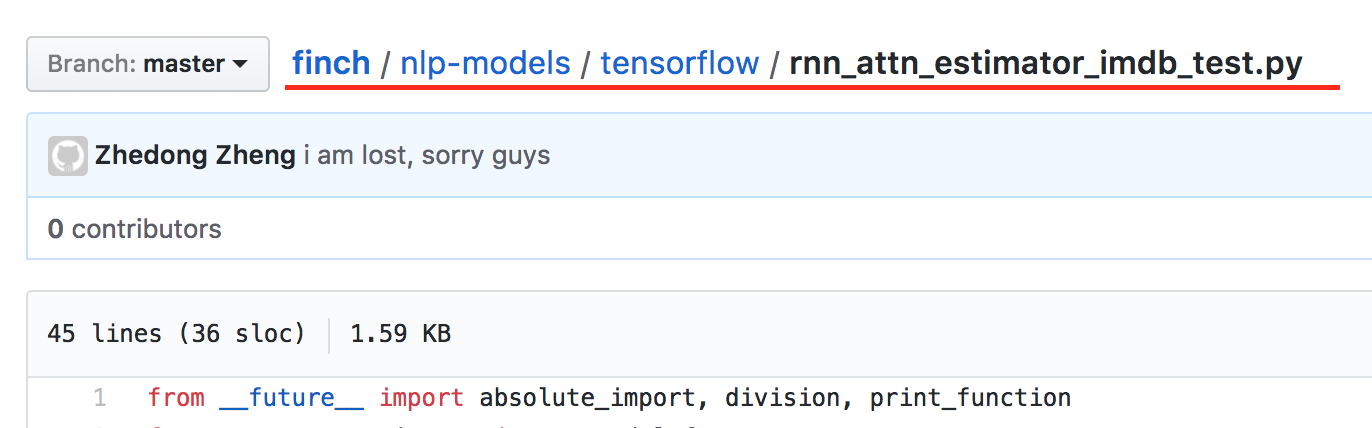 Branch: master finch / nlp-models / tensorflow / rnn_attn_estimator_imdb_test.py
Zhedong Zheng i am lost, sorry guys
0 contributors
45 lines (36 sloc) 1.59 KB
1 from __future__ import absolute_import, division, print_function